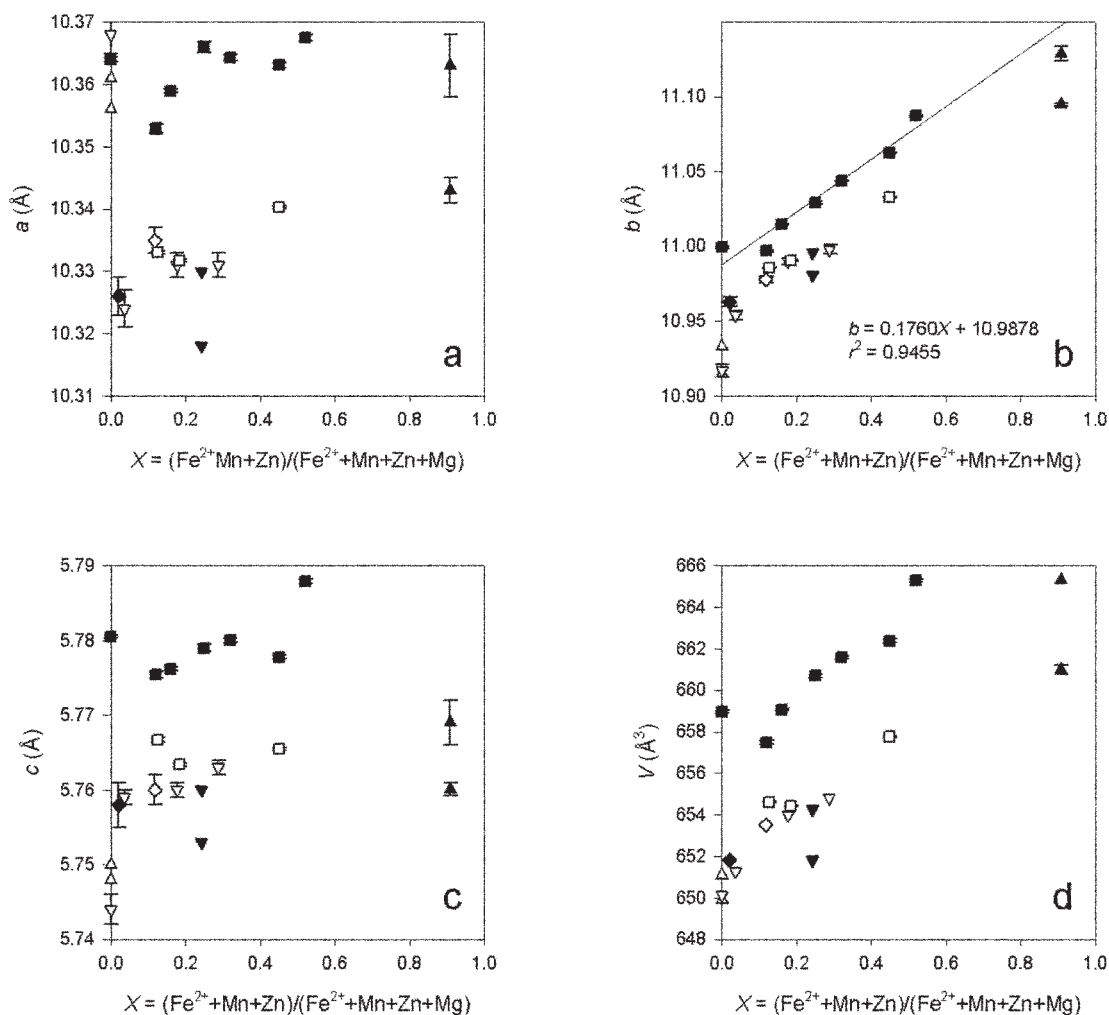 10.37
10.36
10.35
10.34
10.33
10.32
10.31
a (Å)
a
0.0 0.2 0.4 0.6 0.8 1.0
X = (Fe²⁺Mn+Zn)/(Fe²⁺+Mn+Zn+Mg)
11.10
11.05
11.00
10.95
10.90
b (Å)
b = 0.1760X + 10.9878
r² = 0.9455
b
0.0 0.2 0.4 0.6 0.8 1.0
X = (Fe²⁺+Mn+Zn)/(Fe²⁺+Mn+Zn+Mg)
5.79
5.78
5.77
5.76
5.75
5.74
c (Å)
c
0.0 0.2 0.4 0.6 0.8 1.0
X = (Fe²⁺+Mn+Zn)/(Fe²⁺+Mn+Zn+Mg)
666
664
662
660
658
656
654
652
650
648
V (Å³)
d
0.0 0.2 0.4 0.6 0.8 1.0
X = (Fe²⁺+Mn+Zn)/(Fe²⁺+Mn+Zn+Mg)